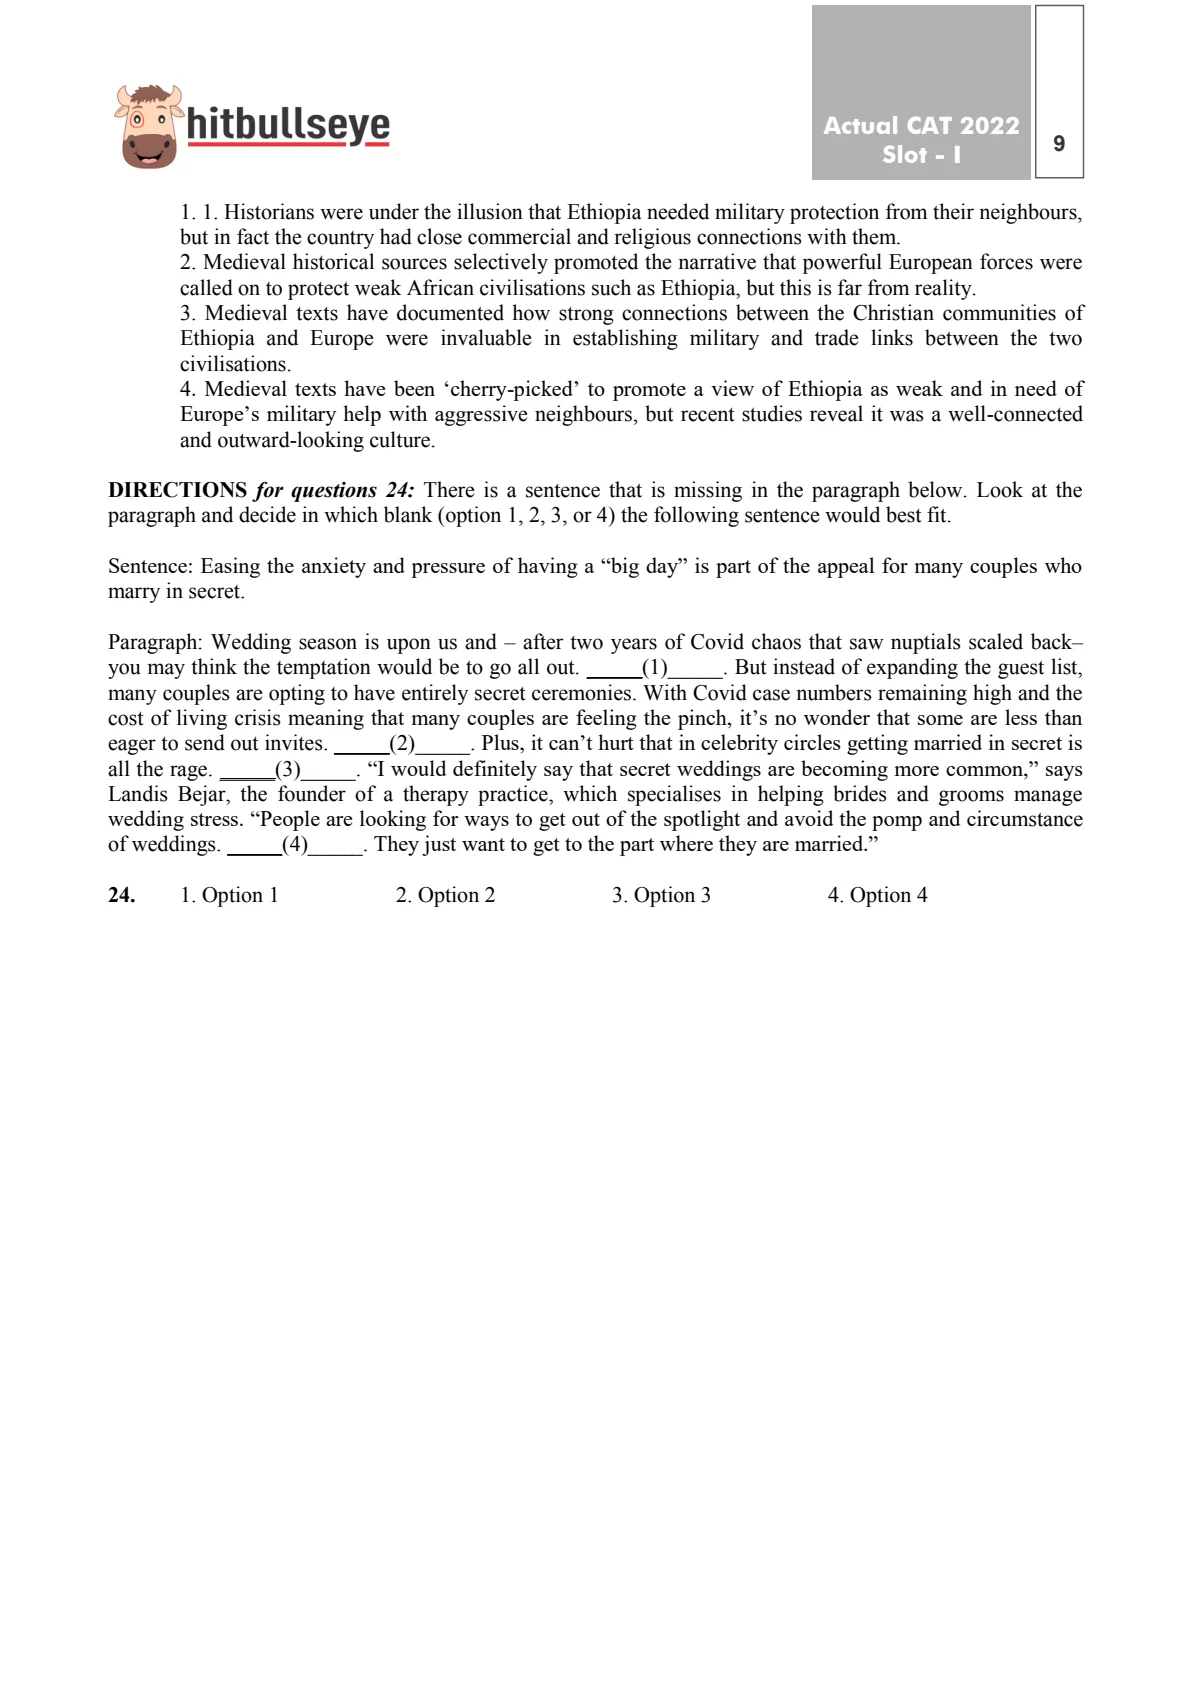 hitbullseye
Actual CAT 2022
Slot - I
9
1. 1. Historians were under the illusion that Ethiopia needed military protection from their neighbours,
but in fact the country had close commercial and religious connections with them.
2. Medieval historical sources selectively promoted the narrative that powerful European forces were
called on to protect weak African civilisations such as Ethiopia, but this is far from reality.
3. Medieval texts have documented how strong connections between the Christian communities of
Ethiopia and Europe were invaluable in establishing military and trade links between the two
civilisations.
4. Medieval texts have been ‘cherry-picked’ to promote a view of Ethiopia as weak and in need of
Europe’s military help with aggressive neighbours, but recent studies reveal it was a well-connected
and outward-looking culture.
DIRECTIONS for questions 24: There is a sentence that is missing in the paragraph below. Look at the
paragraph and decide in which blank (option 1, 2, 3, or 4) the following sentence would best fit.
Sentence: Easing the anxiety and pressure of having a “big day” is part of the appeal for many couples who
marry in secret.
Paragraph: Wedding season is upon us and – after two years of Covid chaos that saw nuptials scaled back–
you may think the temptation would be to go all out. _____(1)_____. But instead of expanding the guest list,
many couples are opting to have entirely secret ceremonies. With Covid case numbers remaining high and the
cost of living crisis meaning that many couples are feeling the pinch, it’s no wonder that some are less than
eager to send out invites. _____(2)_____. Plus, it can’t hurt that in celebrity circles getting married in secret is
all the rage. _____(3)_____. “I would definitely say that secret weddings are becoming more common,” says
Landis Bejar, the founder of a therapy practice, which specialises in helping brides and grooms manage
wedding stress. “People are looking for ways to get out of the spotlight and avoid the pomp and circumstance
of weddings. _____(4)_____. They just want to get to the part where they are married.”
24. 1. Option 1 2. Option 2 3. Option 3 4. Option 4